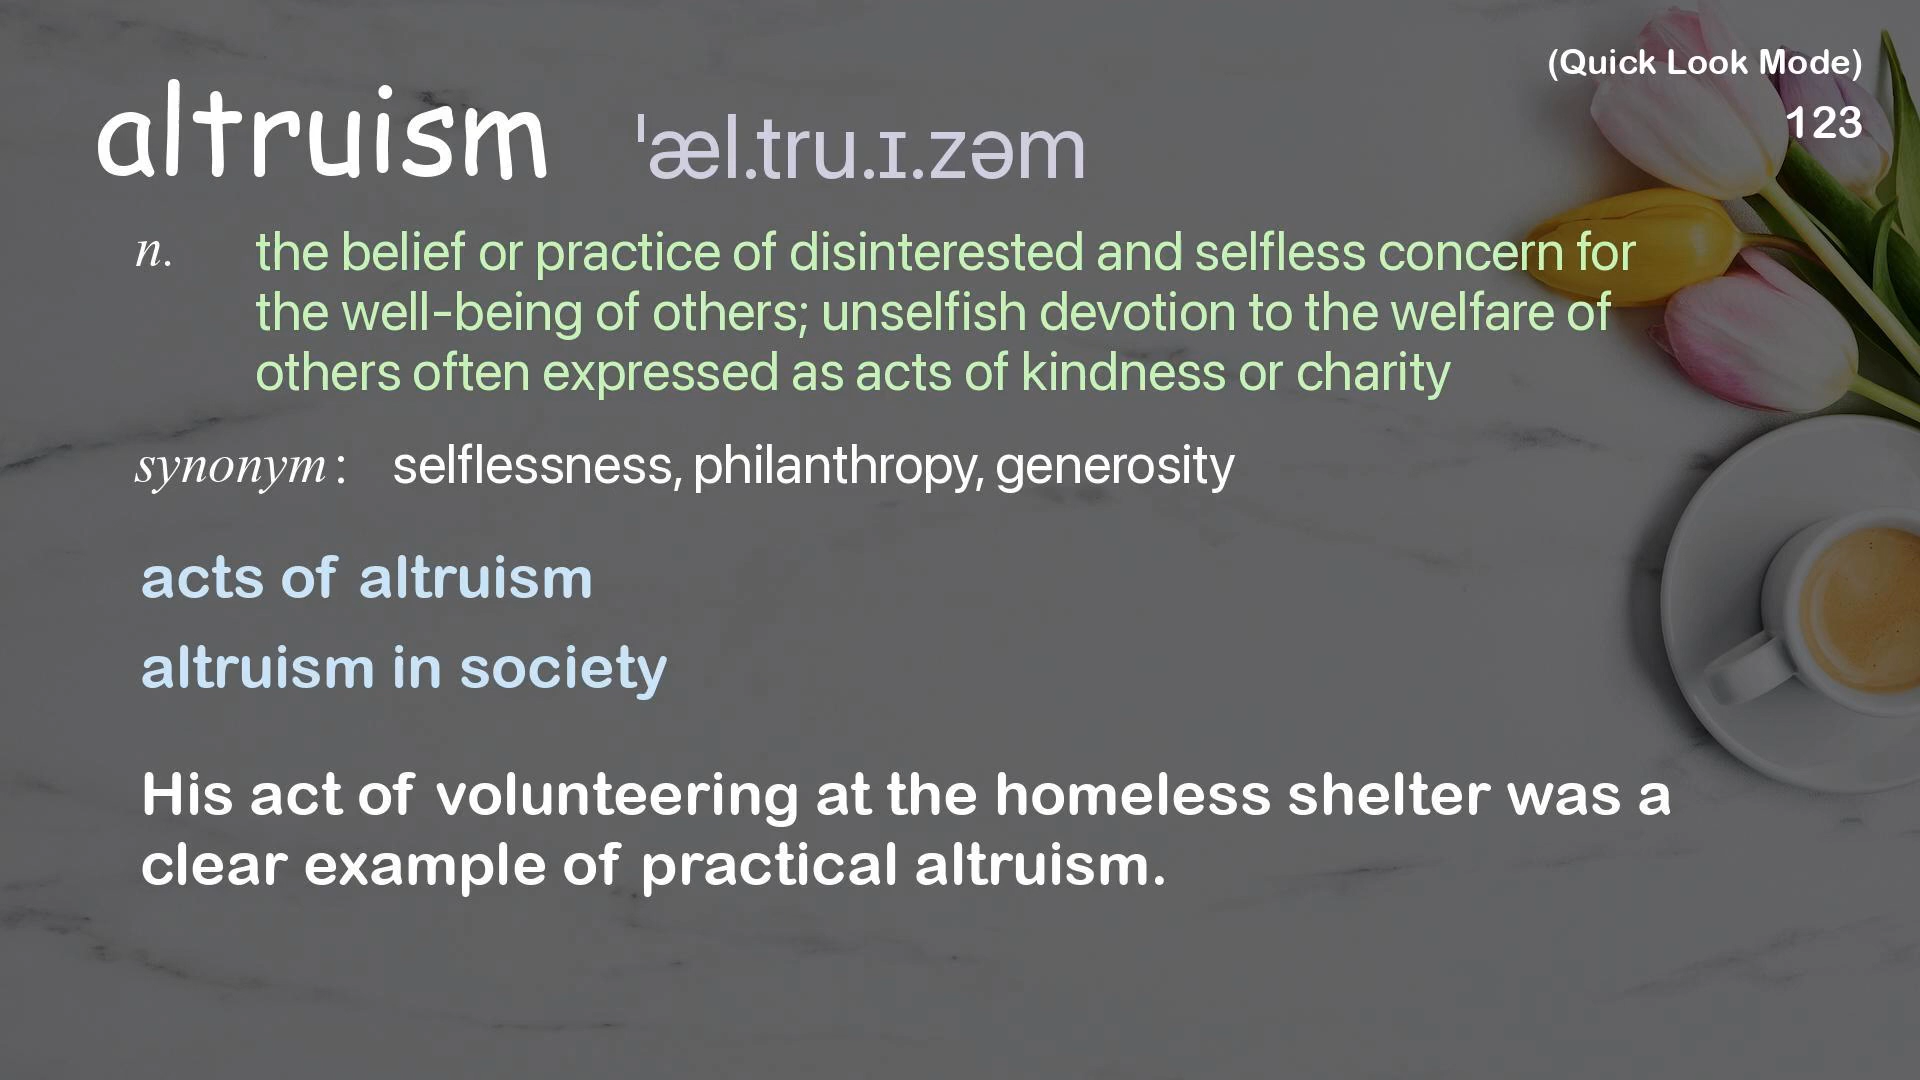 (Quick Look Mode)
123
altruism ˈæl.tru.ɪ.zəm
n. the belief or practice of disinterested and selfless concern for
the well-being of others; unselfish devotion to the welfare of
others often expressed as acts of kindness or charity
synonym: selflessness, philanthropy, generosity
acts of altruism
altruism in society
His act of volunteering at the homeless shelter was a
clear example of practical altruism.